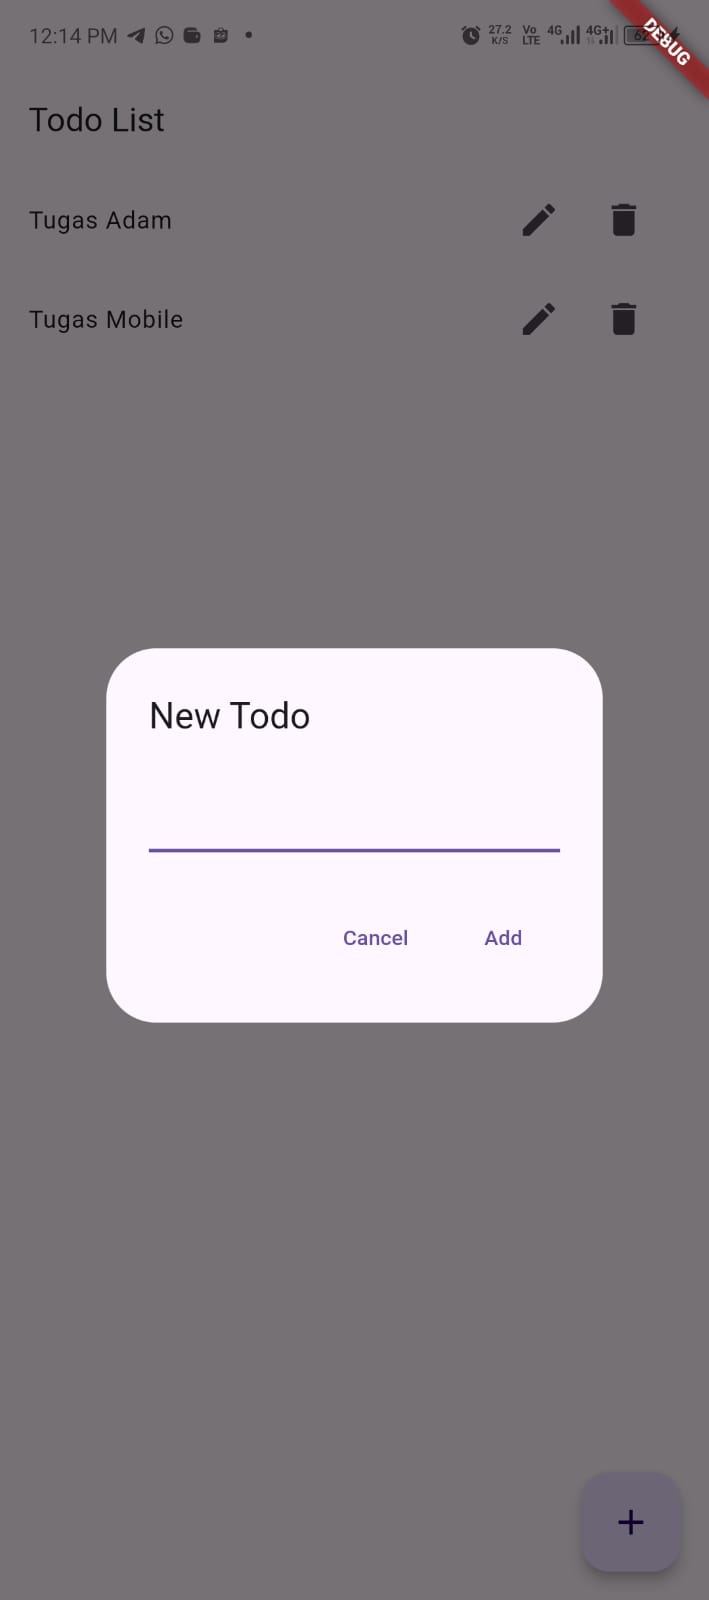 12:14 PM
27.2 K/S
Vo LTE
4G
4G+
62
DEBUG
Todo List
Tugas Adam
Tugas Mobile
New Todo
Cancel Add